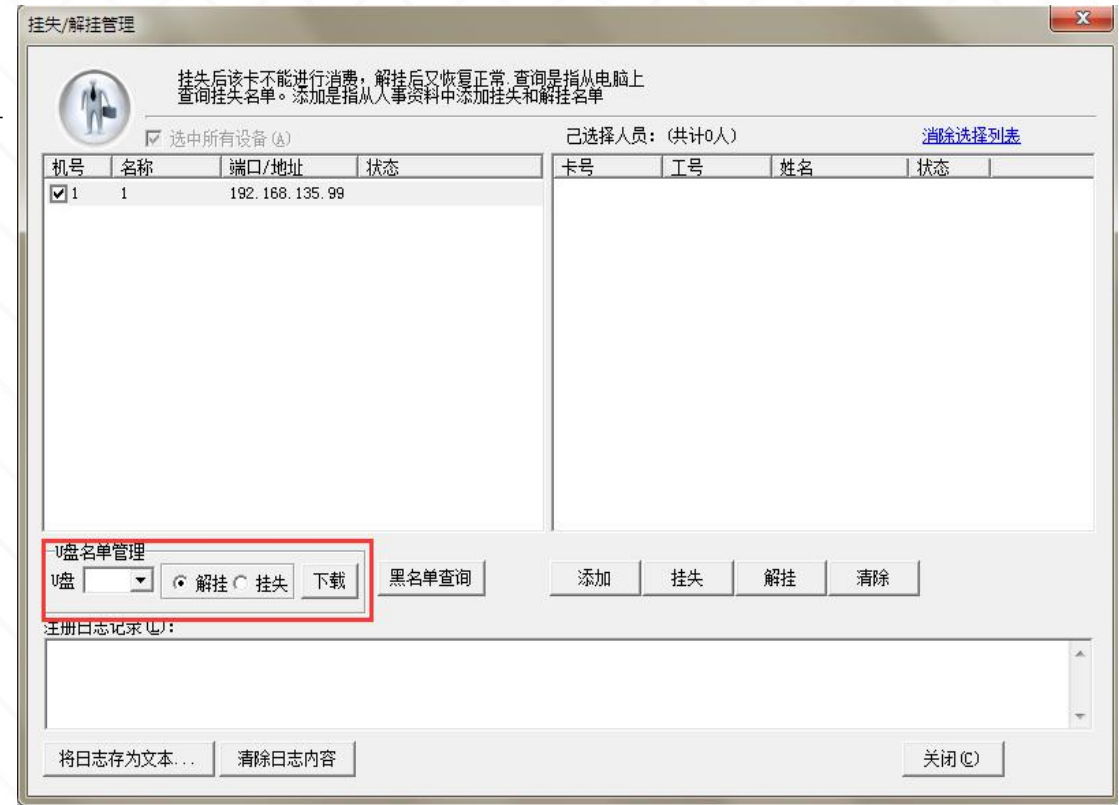 挂失/解挂管理
挂失后该卡不能进行消费，解挂后又恢复正常.查询是指从电脑上
查询挂失名单。添加是指从人事资料中添加挂失和解挂名单
选中所有设备(A)
已选择人员：(共计0人)
消除选择列表
机号 名称 端口/地址 状态
卡号 工号 姓名 状态
1 1 192.168.135.99
U盘名单管理
U盘 解挂 挂失 下载 黑名单查询 添加 挂失 解挂 清除
注册日志记录(L)：
将日志存为文本... 清除日志内容 关闭(C)